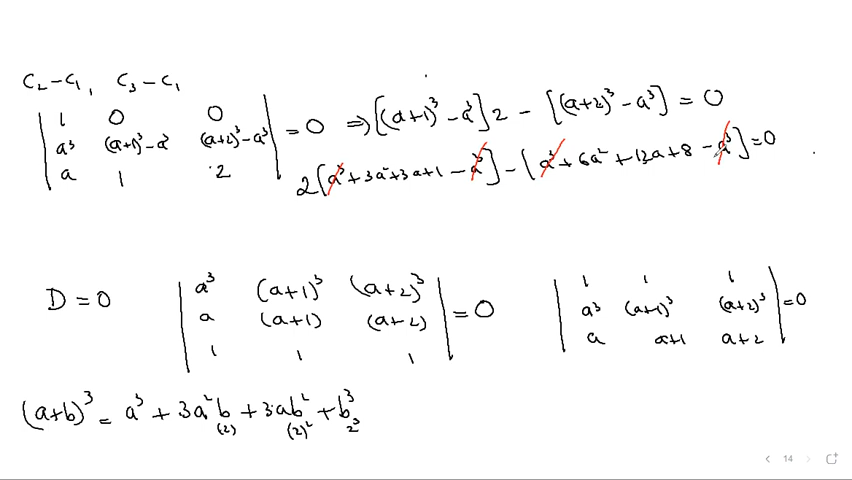 C₂–C₁, C₃–C₁
| 1 0 0 |
| a³ (a+1)³–a³ (a+2)³–a³ | = 0 ⇒ [(a+1)³ –a³] 2 – [(a+2)³ –a³] = 0
| a 1 2 |
2[a³ + 3a²+3a+1 – a³] – [a³ + 6a² +12a+8 – a³] = 0
D = 0
| a³ (a+1)³ (a+2)³ |
| a (a+1) (a+2) | = 0
| 1 1 1 |
| 1 1 1 |
| a³ (a+1)³ (a+2)³ | = 0
| a a+1 a+2 |
(a+b)³ = a³ + 3a²b + 3ab² + b³
(2) (2)² 2³
14